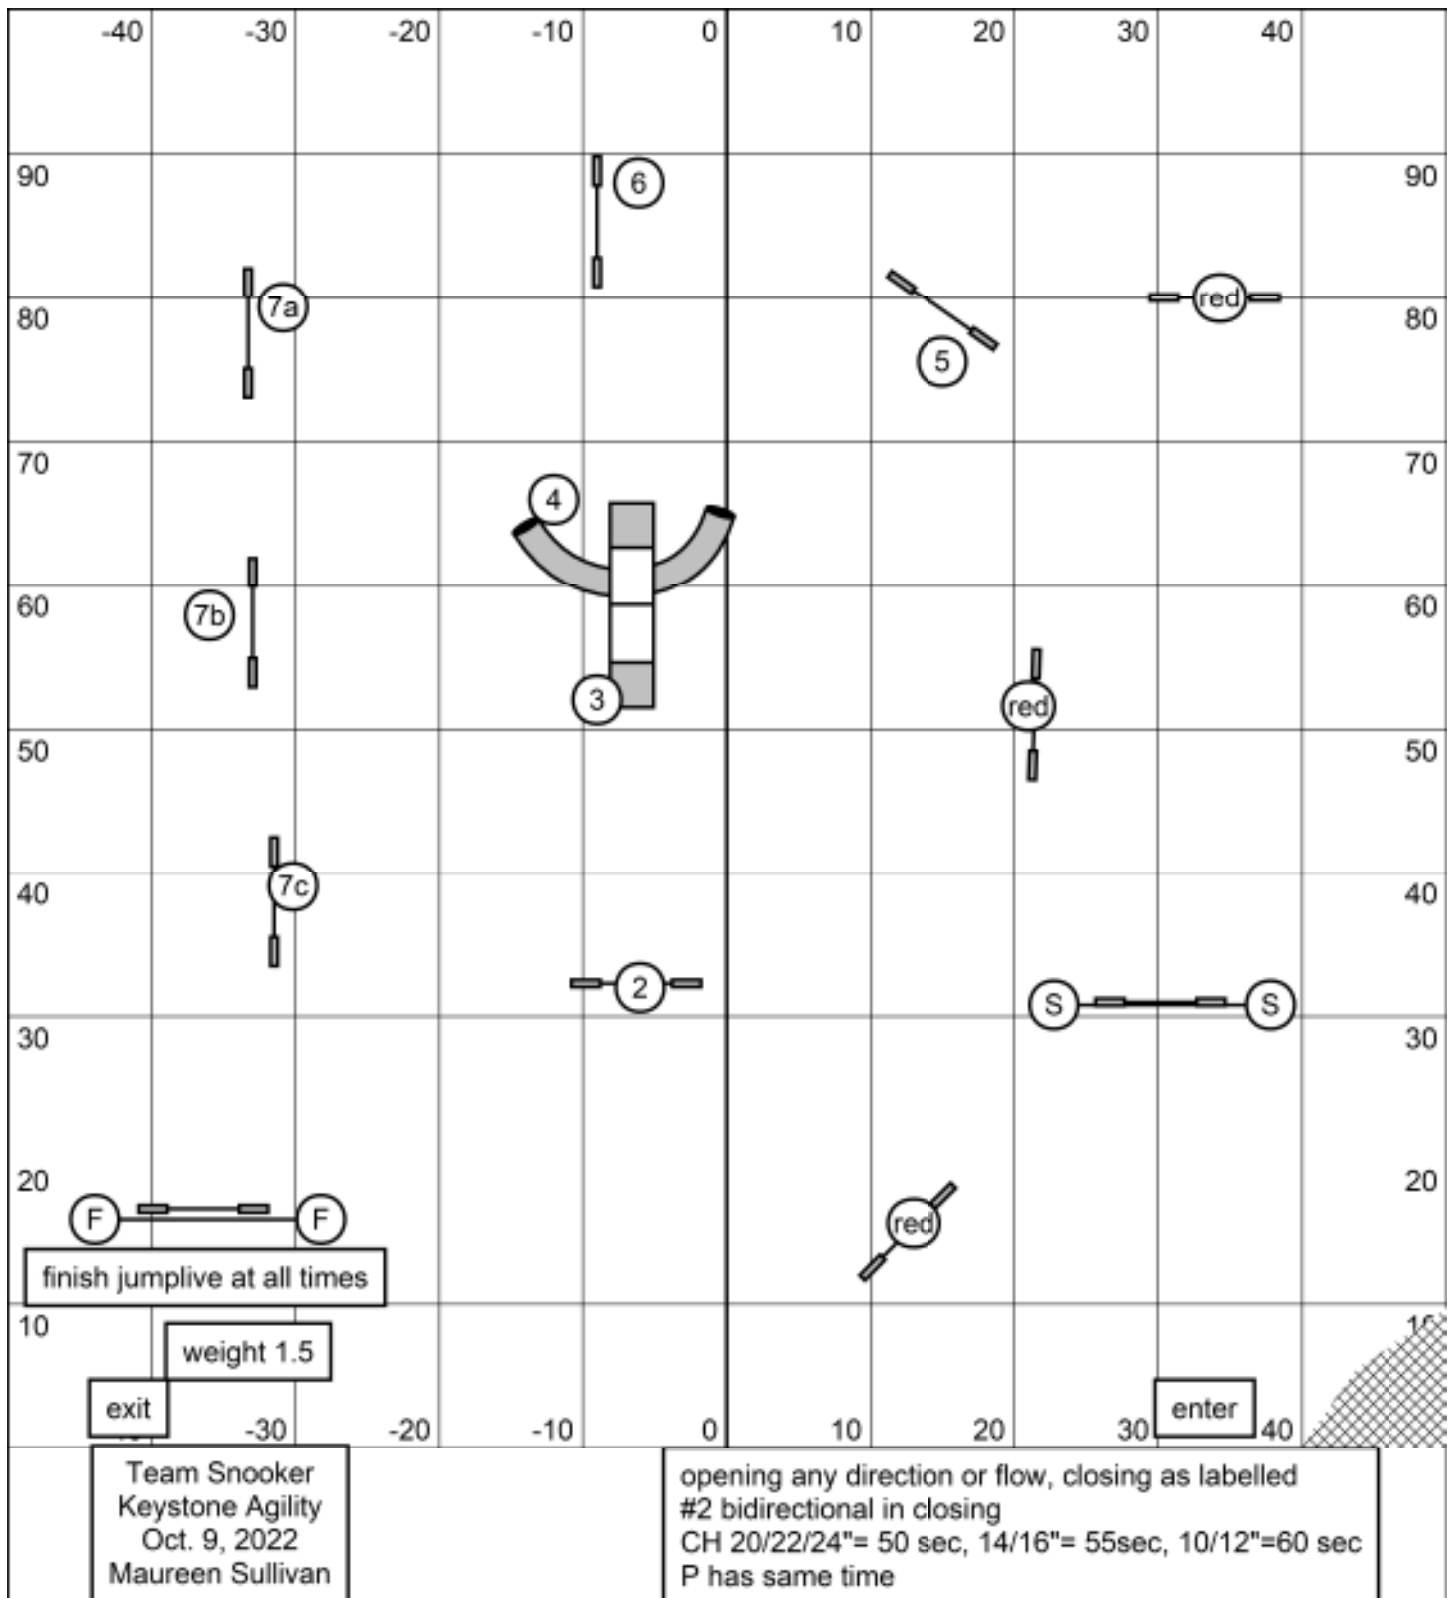 -40 -30 -20 -10 0 10 20 30 40
90 6 90
7a
80 5 red 80
70 70
4
60 7b 60
3 red
50 50
40 7c 40
2 S S
30 30
20 20
F F red
finish jumplive at all times
10
weight 1.5
exit enter
-30 -20 -10 0 10 20 30 40
Team Snooker
Keystone Agility
Oct. 9, 2022
Maureen Sullivan
opening any direction or flow, closing as labelled
#2 bidirectional in closing
CH 20/22/24"= 50 sec, 14/16"= 55sec, 10/12"=60 sec
P has same time